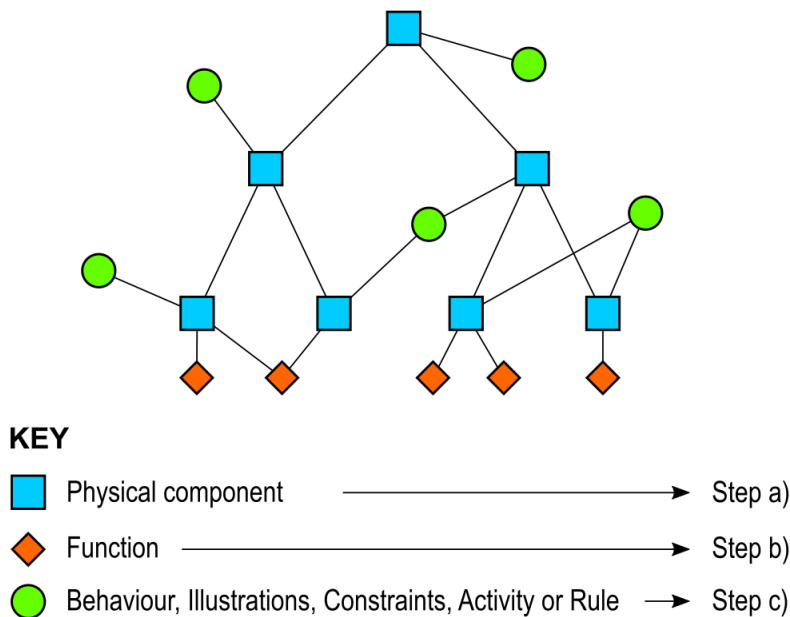 KEY
Physical component Step a)
Function Step b)
Behaviour, Illustrations, Constraints, Activity or Rule Step c)